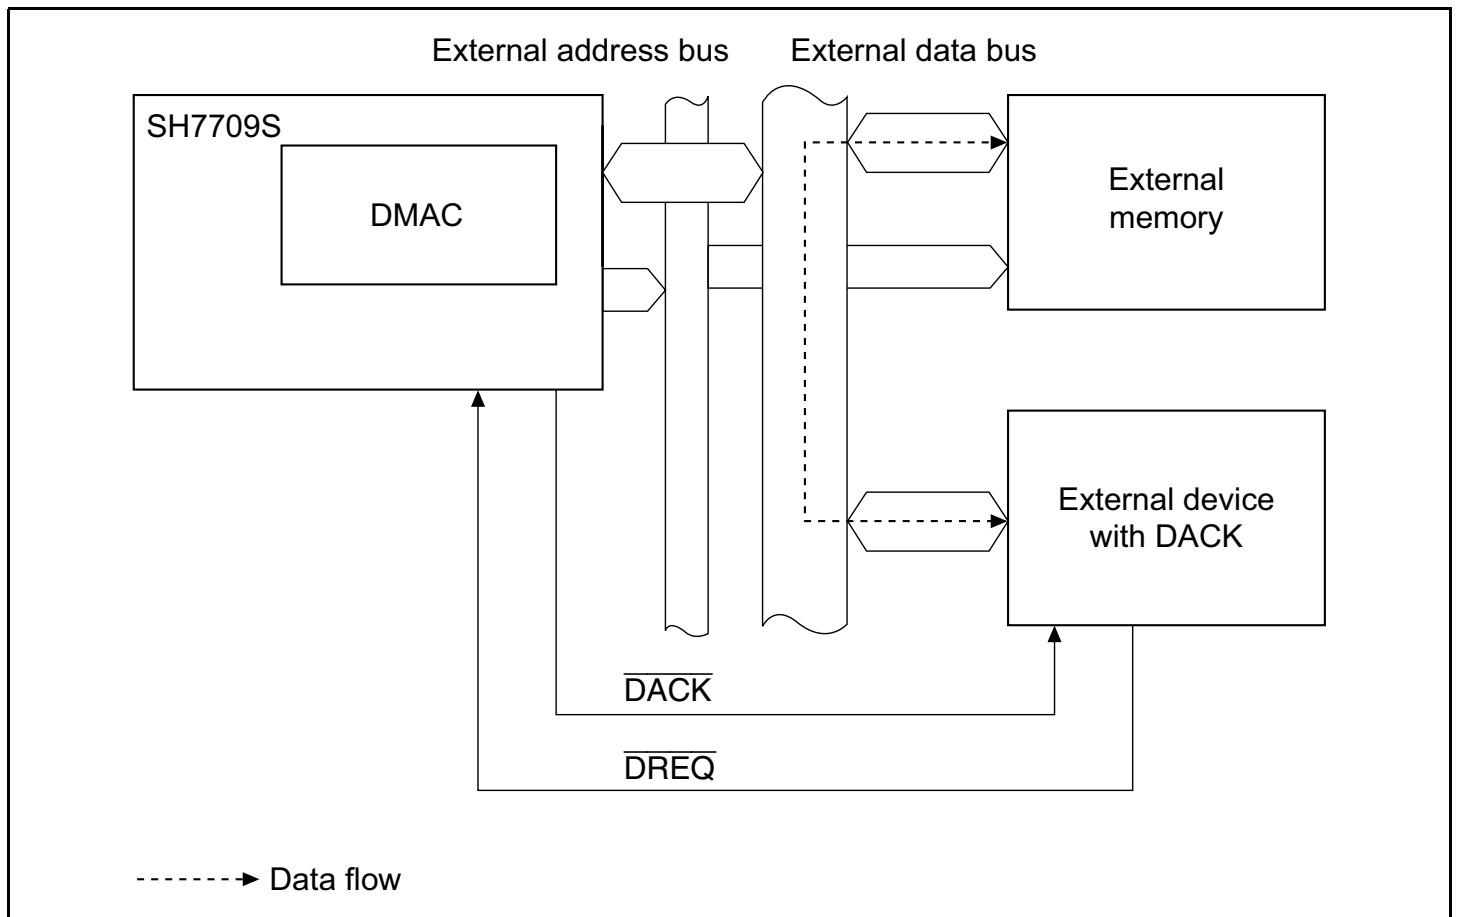 External address bus
External data bus
SH7709S
DMAC
External
memory
External device
with DACK
DACK
DREQ
Data flow